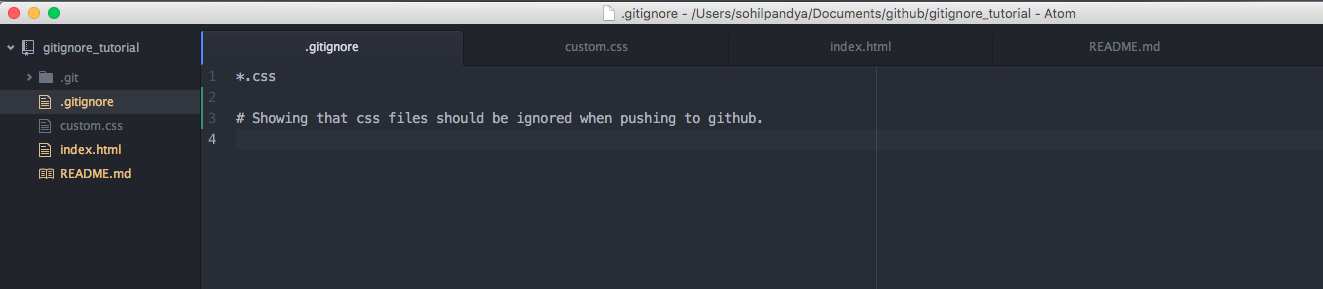 .gitignore - /Users/sohilpandya/Documents/github/gitignore_tutorial - Atom
gitignore_tutorial
.git
.gitignore
custom.css
index.html
README.md
.gitignore custom.css index.html README.md
1 *.css
2
3 # Showing that css files should be ignored when pushing to github.
4